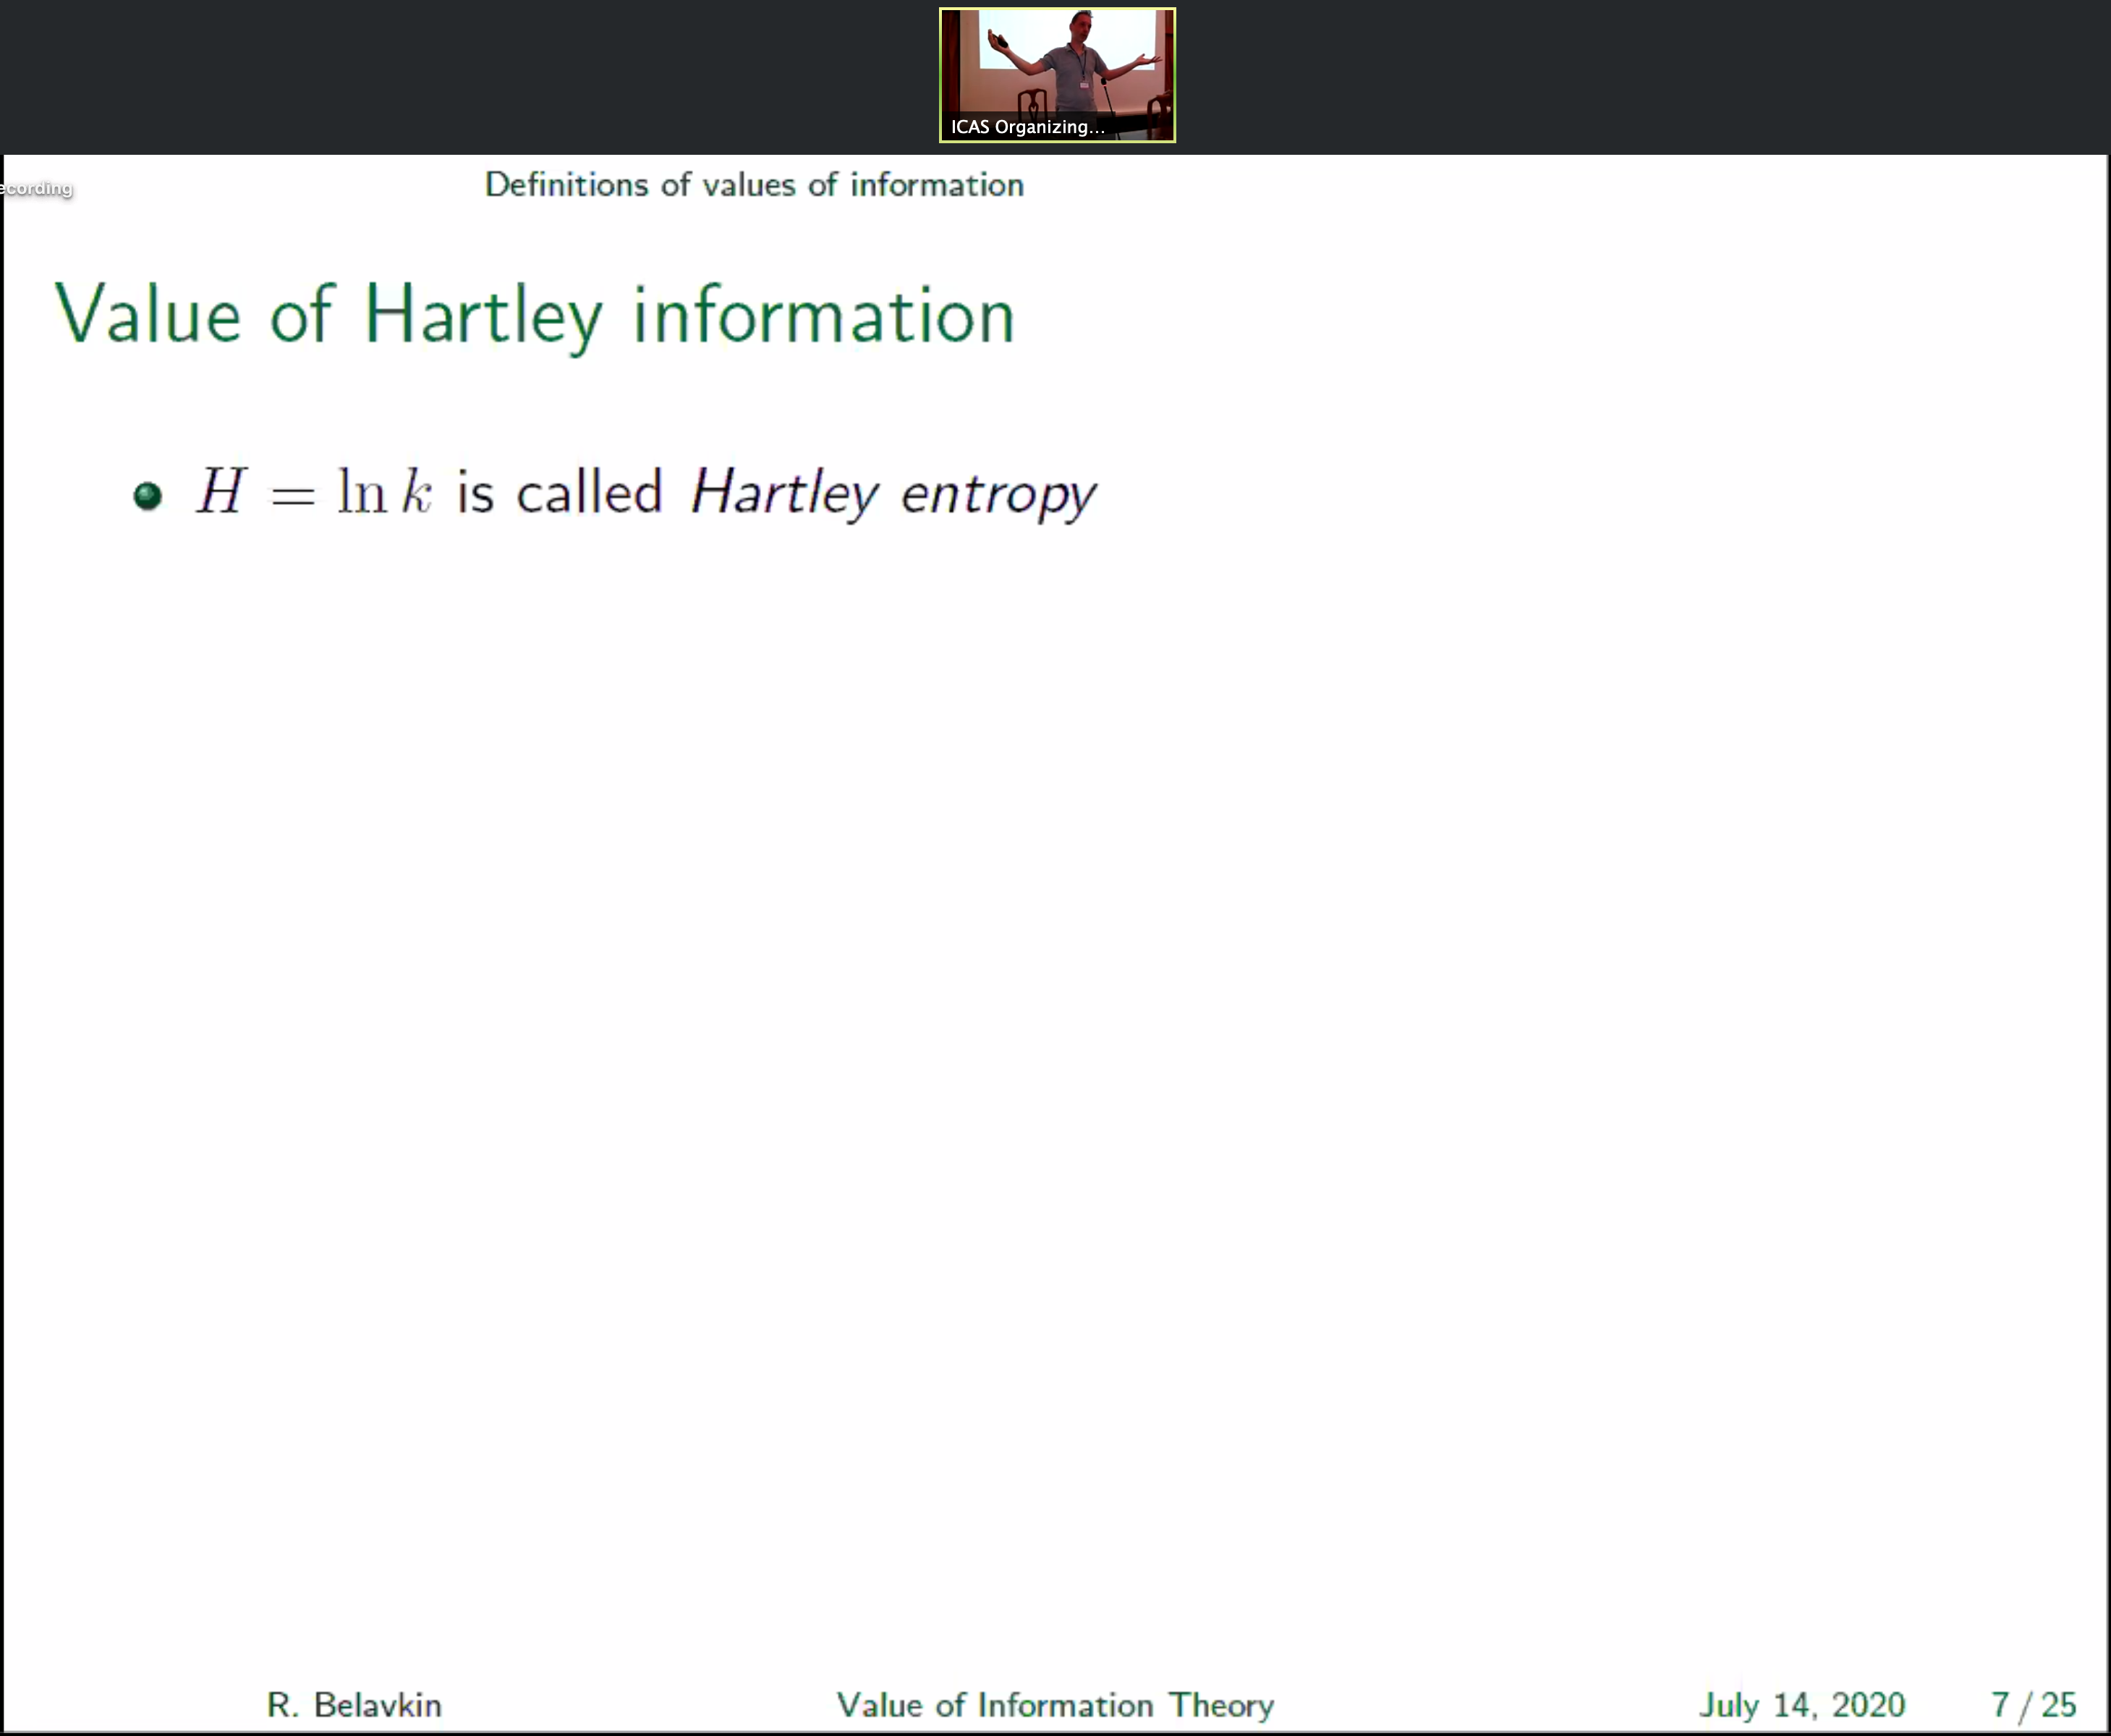 ICAS Organizing...
ecording
Definitions of values of information
Value of Hartley information
H = ln k is called Hartley entropy
R. Belavkin
Value of Information Theory
July 14, 2020
7 / 25